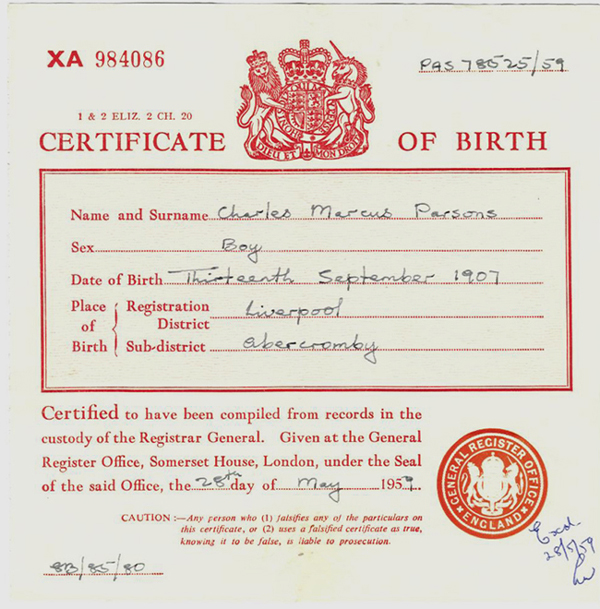 XA 984086
PAS 78525/59
1 & 2 ELIZ. 2 CH. 20
CERTIFICATE OF BIRTH
DIEU ET MON DROIT
Name and Surname Charles Marcus Parsons
Sex Boy
Date of Birth Thirteenth September 1907
Place of Birth { Registration District Liverpool
Sub-district Abercromby
Certified to have been compiled from records in the
custody of the Registrar General. Given at the General
Register Office, Somerset House, London, under the Seal
of the said Office, the 28th day of May 1959.
GENERAL REGISTER OFFICE
ENGLAND
CAUTION :—Any person who (1) falsifies any of the particulars on
this certificate, or (2) uses a falsified certificate as true,
knowing it to be false, is liable to prosecution.
Exd
28/5/59
SB/85/80